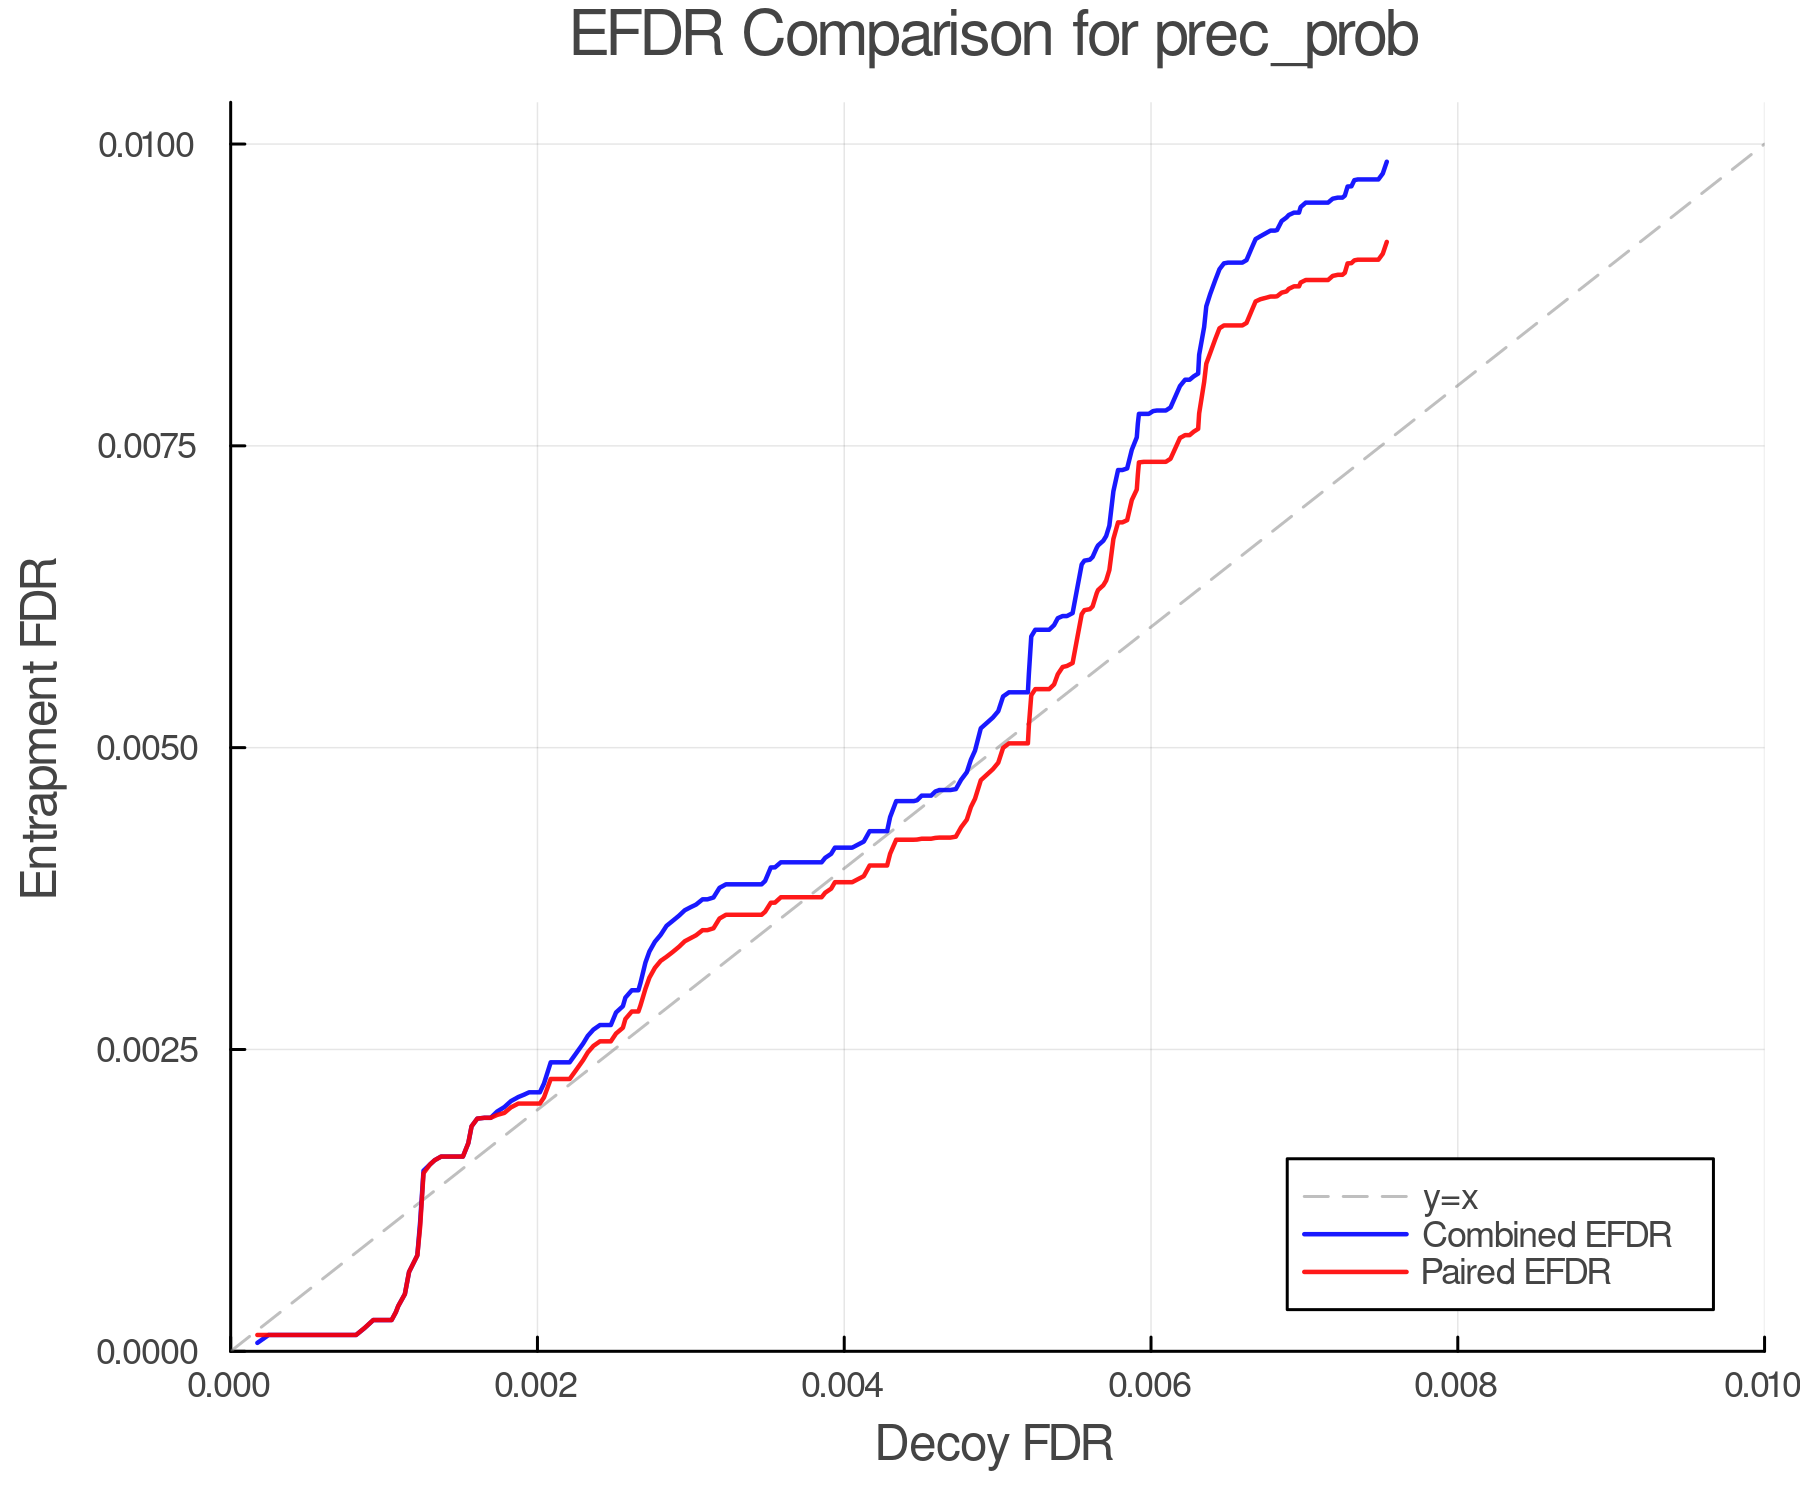 EFDR Comparison for prec_prob
Entrapment FDR
0.0100
0.0075
0.0050
0.0025
0.0000
0.000 0.002 0.004 0.006 0.008 0.010
Decoy FDR
y=x
Combined EFDR
Paired EFDR